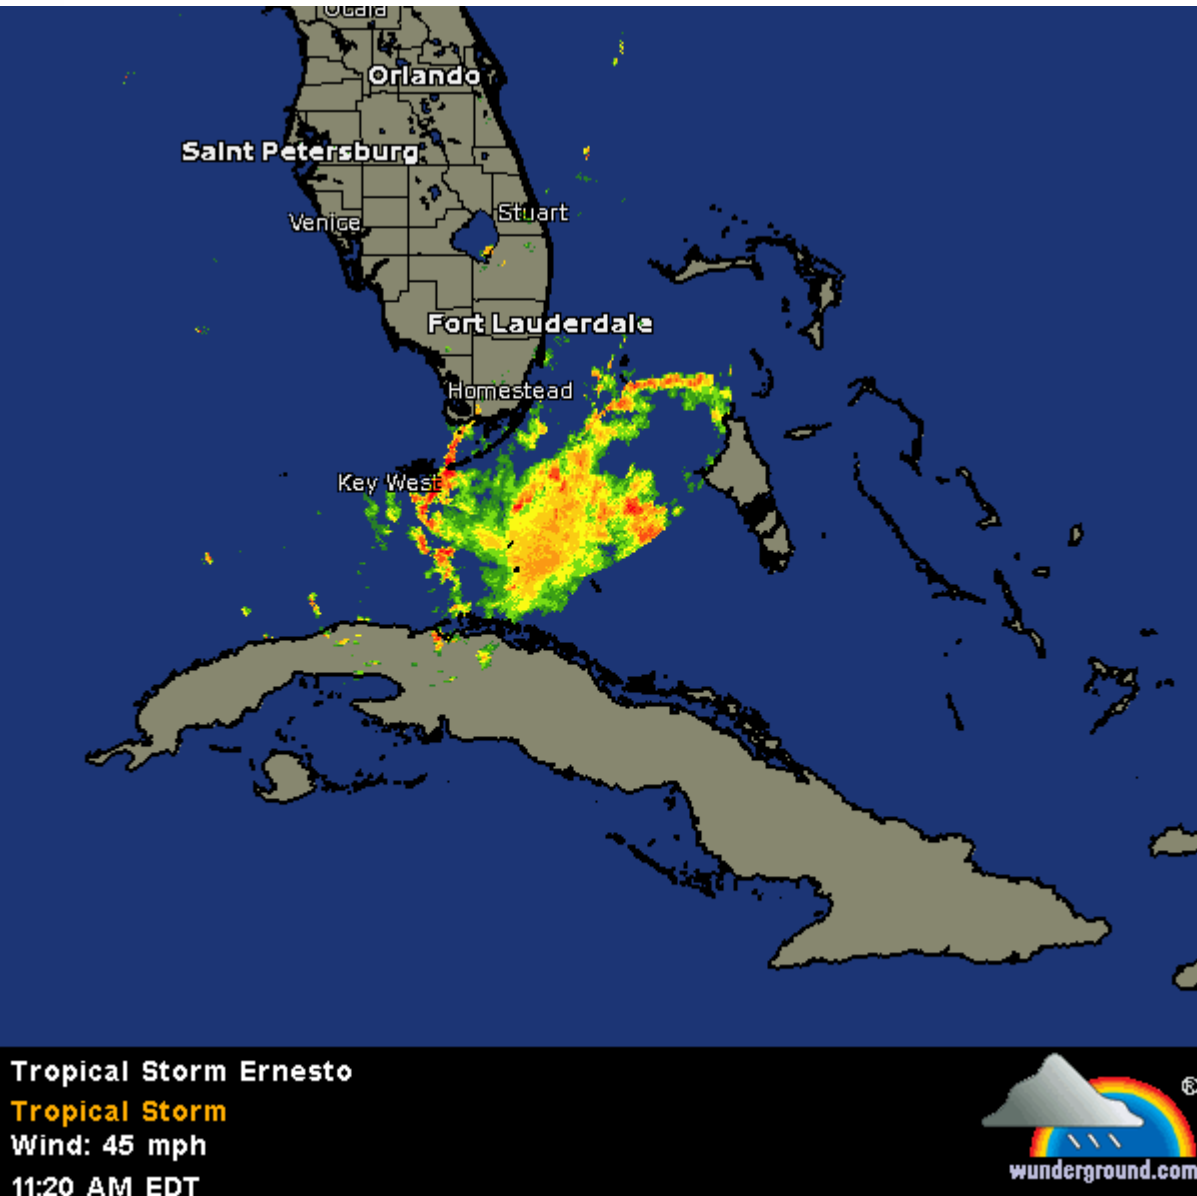 Ocala
Orlando
Saint Petersburg
Stuart
Venice
Fort Lauderdale
Homestead
Key West
Tropical Storm Ernesto
Tropical Storm
Wind: 45 mph
11:20 AM EDT
®
wunderground.com